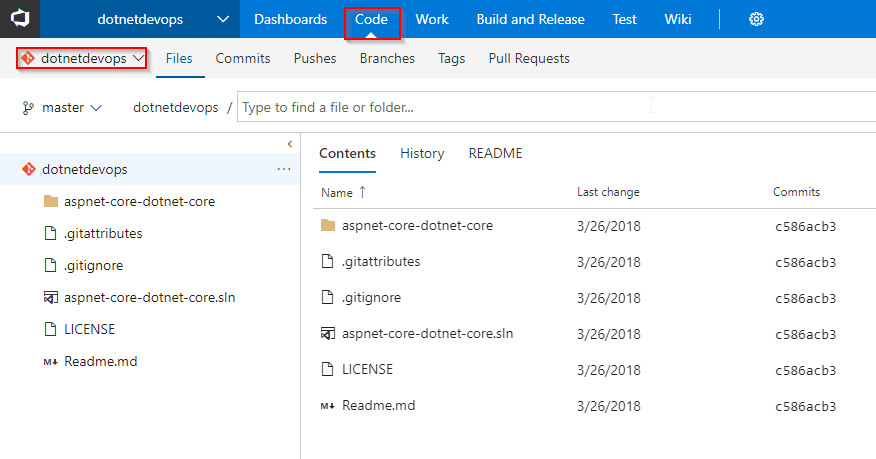 dotnetdevops Dashboards Code Work Build and Release Test Wiki
dotnetdevops Files Commits Pushes Branches Tags Pull Requests
master dotnetdevops / Type to find a file or folder...
dotnetdevops ...
aspnet-core-dotnet-core
.gitattributes
.gitignore
aspnet-core-dotnet-core.sln
LICENSE
M↓ Readme.md
Contents History README
Name ↑ Last change Commits
aspnet-core-dotnet-core 3/26/2018 c586acb3
.gitattributes 3/26/2018 c586acb3
.gitignore 3/26/2018 c586acb3
aspnet-core-dotnet-core.sln 3/26/2018 c586acb3
LICENSE 3/26/2018 c586acb3
M↓ Readme.md 3/26/2018 c586acb3